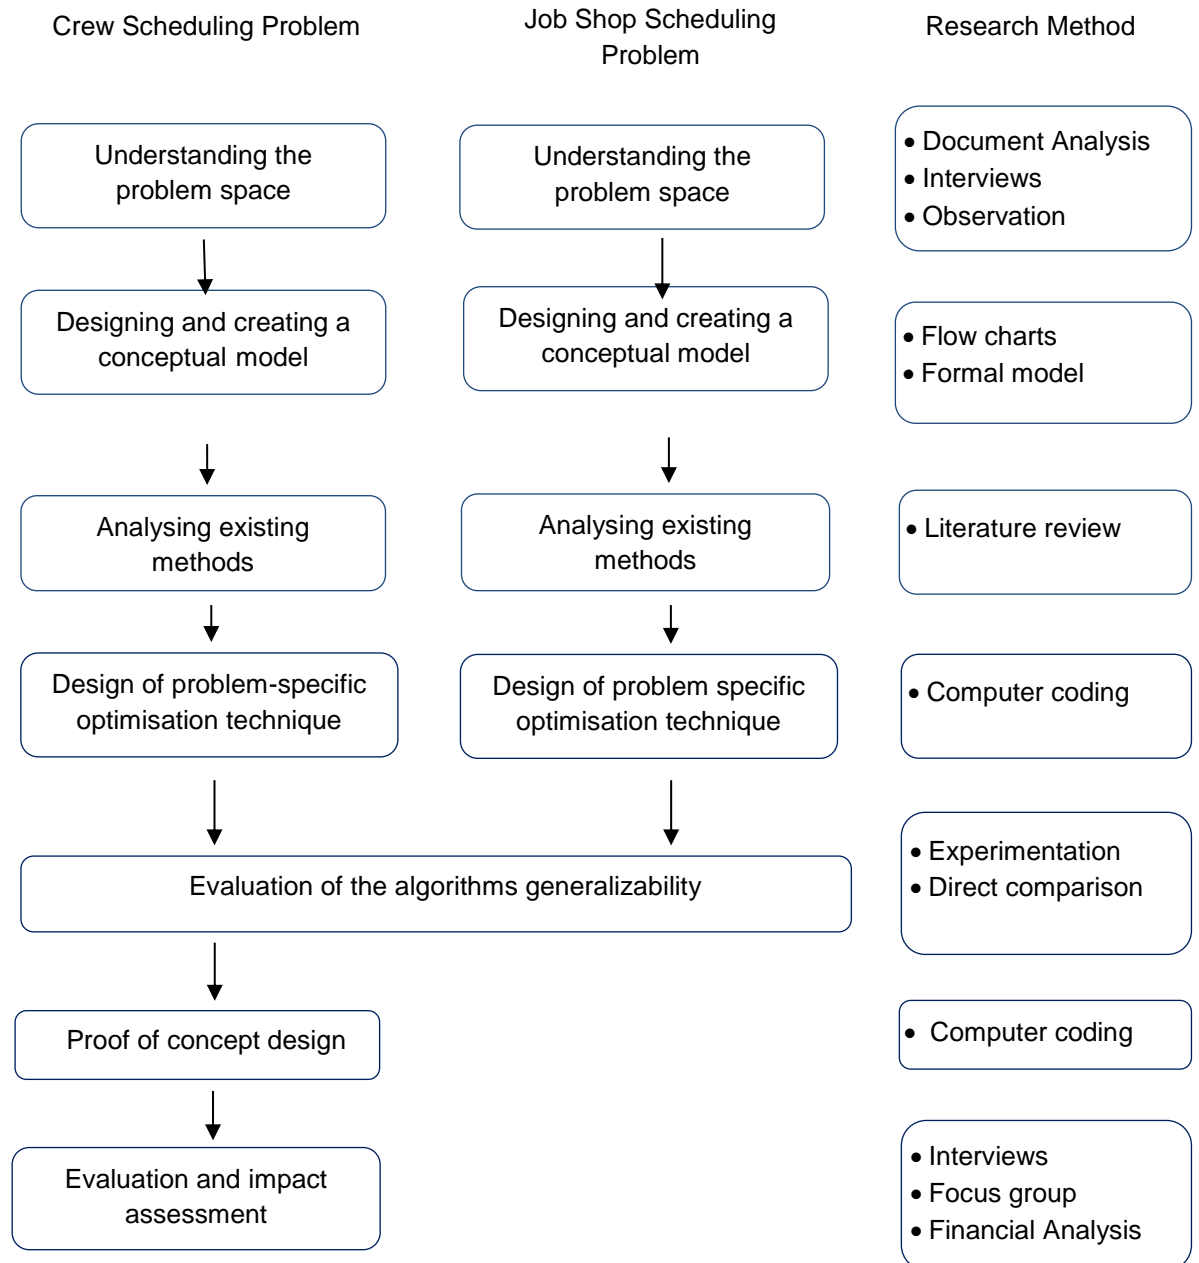 Crew Scheduling Problem
Job Shop Scheduling
Problem
Research Method
Understanding the
problem space
Understanding the
problem space
• Document Analysis
• Interviews
• Observation
Designing and creating a
conceptual model
Designing and creating a
conceptual model
• Flow charts
• Formal model
Analysing existing
methods
Analysing existing
methods
• Literature review
Design of problem-specific
optimisation technique
Design of problem specific
optimisation technique
• Computer coding
Evaluation of the algorithms generalizability
• Experimentation
• Direct comparison
Proof of concept design
• Computer coding
Evaluation and impact
assessment
• Interviews
• Focus group
• Financial Analysis